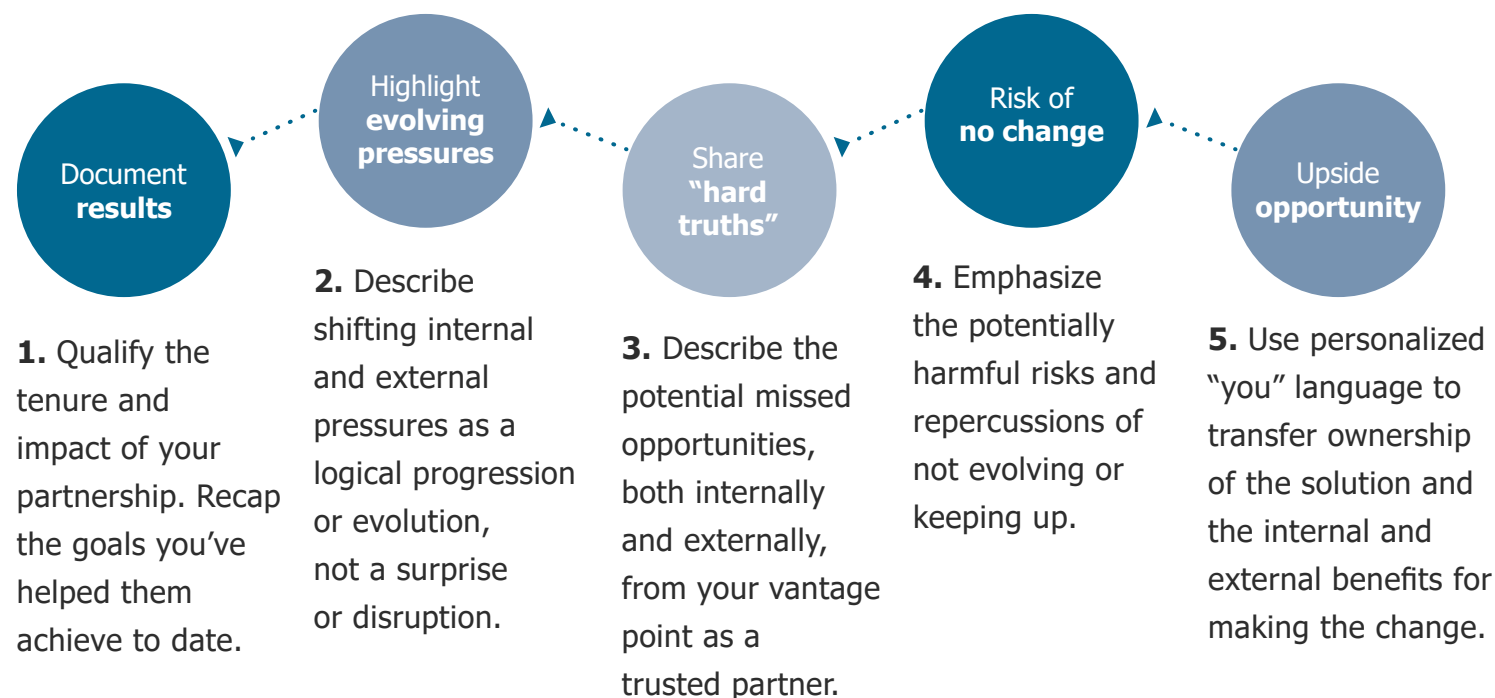 Document
results
Highlight
evolving
pressures
Share
“hard
truths”
Risk of
no change
Upside
opportunity
1. Qualify the
tenure and
impact of your
partnership. Recap
the goals you’ve
helped them
achieve to date.
2. Describe
shifting internal
and external
pressures as a
logical progression
or evolution,
not a surprise
or disruption.
3. Describe the
potential missed
opportunities,
both internally
and externally,
from your vantage
point as a
trusted partner.
4. Emphasize
the potentially
harmful risks and
repercussions of
not evolving or
keeping up.
5. Use personalized
“you” language to
transfer ownership
of the solution and
the internal and
external benefits for
making the change.